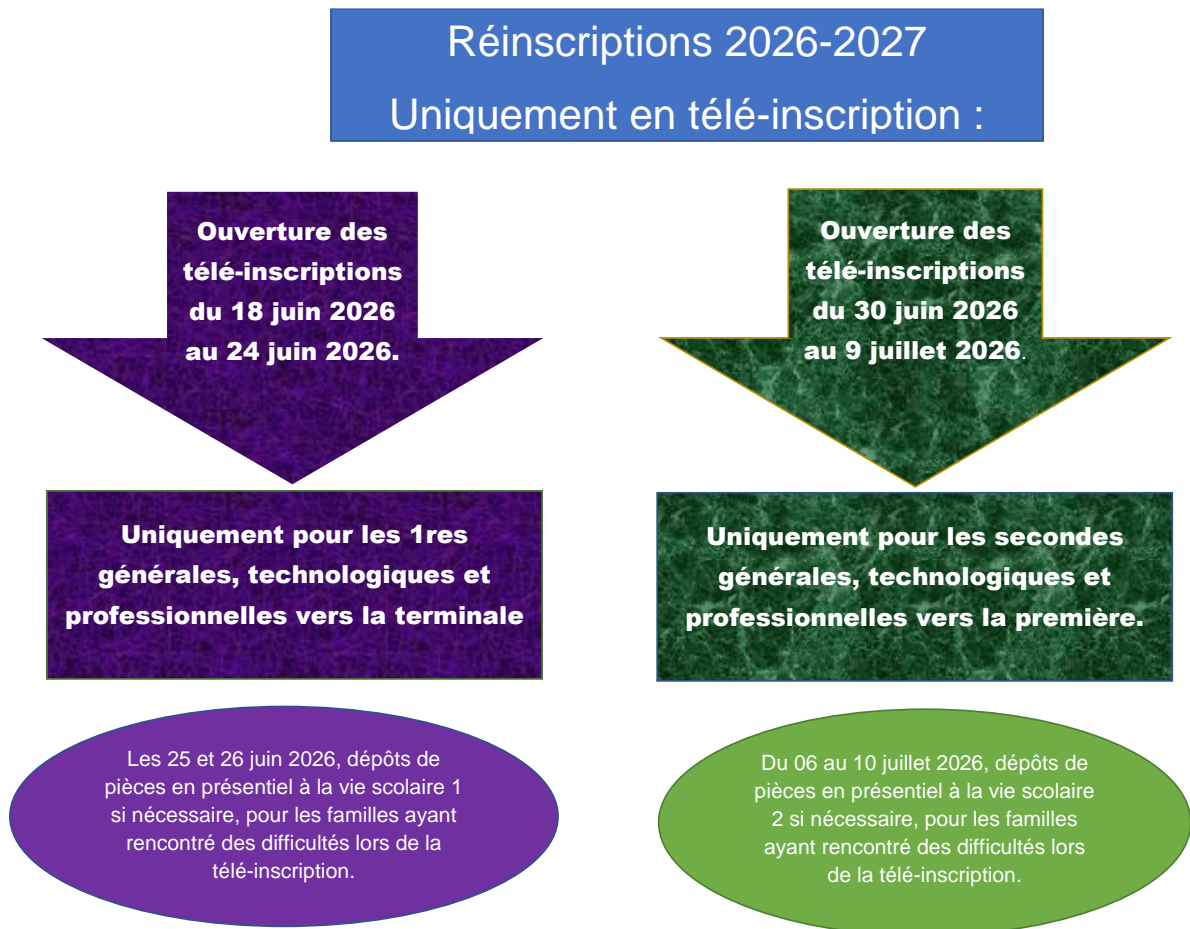 Réinscriptions 2026-2027
Uniquement en télé-inscription :
Ouverture des
télé-inscriptions
du 18 juin 2026
au 24 juin 2026.
Uniquement pour les 1res
générales, technologiques et
professionnelles vers la terminale
Les 25 et 26 juin 2026, dépôts de
pièces en présentiel à la vie scolaire 1
si nécessaire, pour les familles ayant
rencontré des difficultés lors de la
télé-inscription.
Ouverture des
télé-inscriptions
du 30 juin 2026
au 9 juillet 2026.
Uniquement pour les secondes
générales, technologiques et
professionnelles vers la première.
Du 06 au 10 juillet 2026, dépôts de
pièces en présentiel à la vie scolaire
2 si nécessaire, pour les familles
ayant rencontré des difficultés lors
de la télé-inscription.